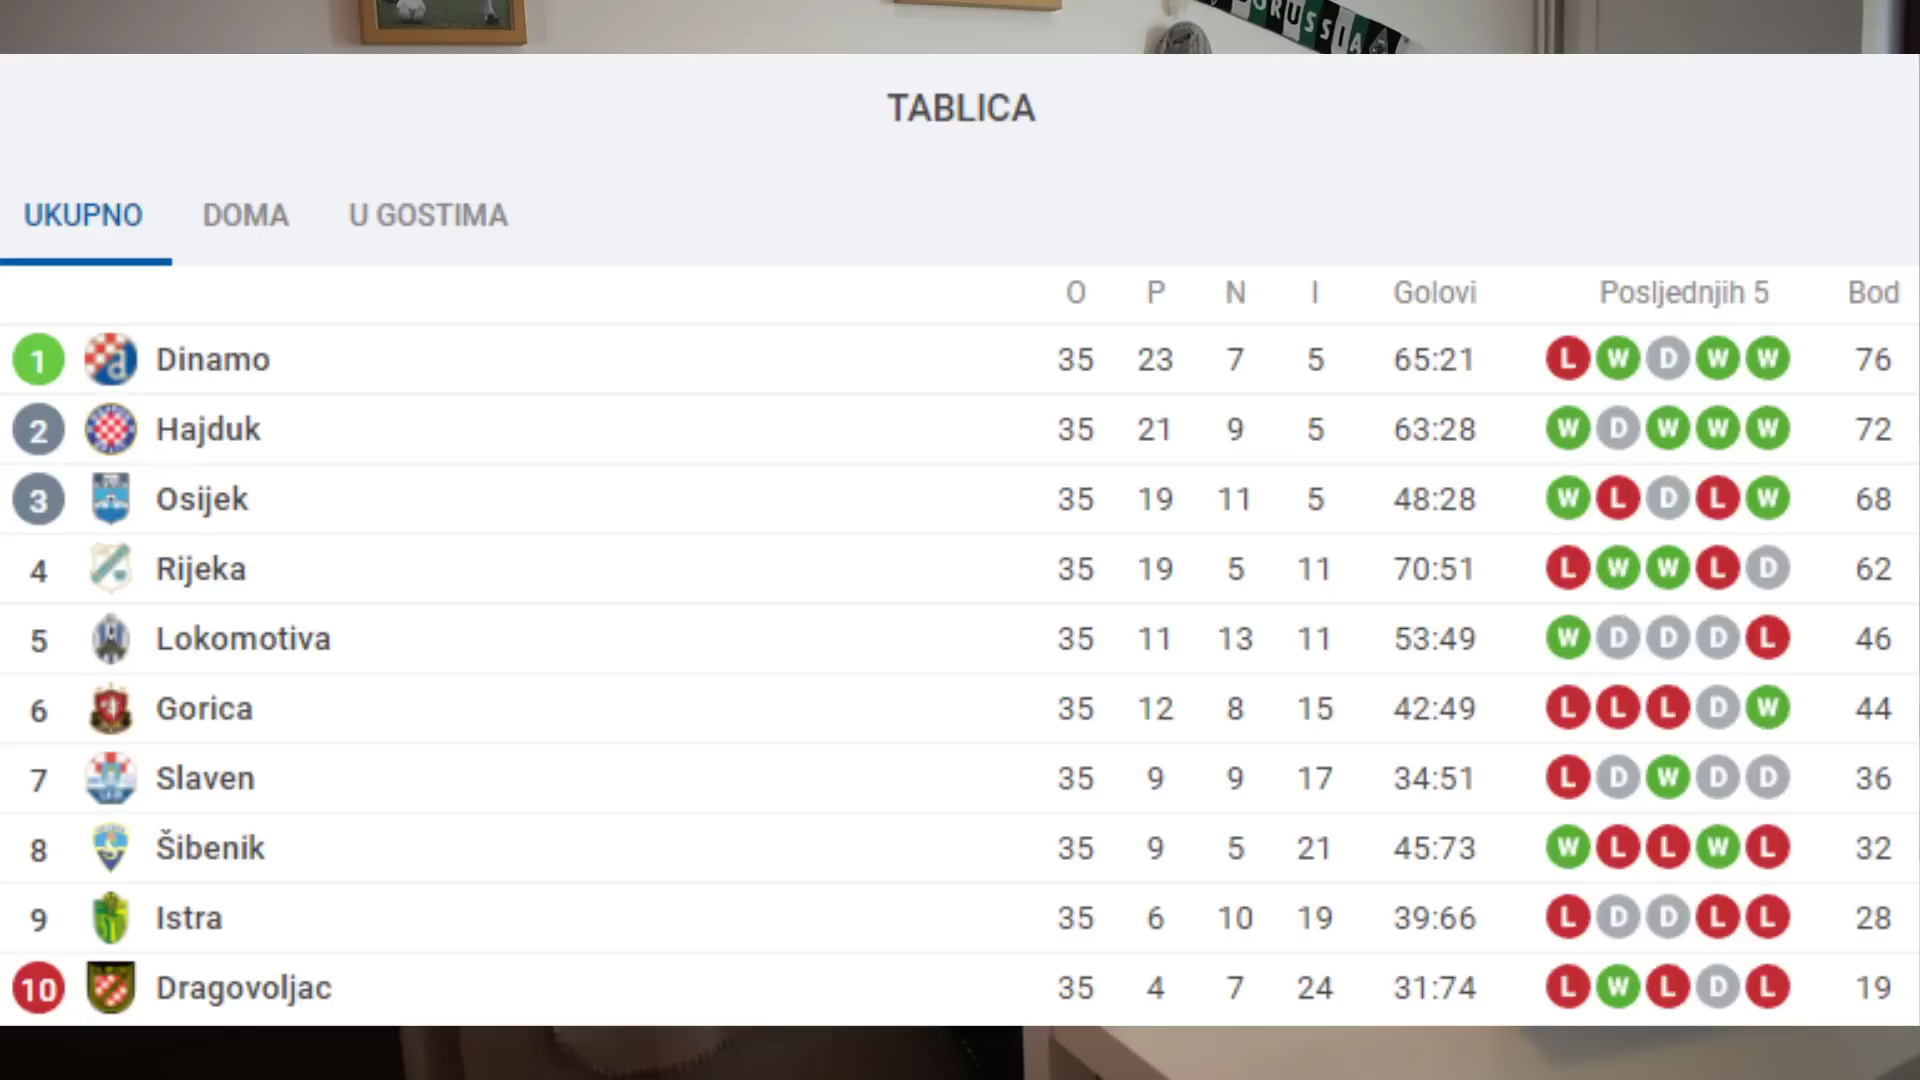 BORUSSIA
TABLICA
UKUPNO DOMA U GOSTIMA
O P N I Golovi Posljednjih 5 Bod
1 Dinamo 35 23 7 5 65:21 L W D W W 76
2 Hajduk 35 21 9 5 63:28 W D W W W 72
3 Osijek 35 19 11 5 48:28 W L D L W 68
4 Rijeka 35 19 5 11 70:51 L W W L D 62
5 Lokomotiva 35 11 13 11 53:49 W D D D L 46
6 Gorica 35 12 8 15 42:49 L L L D W 44
7 Slaven 35 9 9 17 34:51 L D W D D 36
8 Šibenik 35 9 5 21 45:73 W L L W L 32
9 Istra 35 6 10 19 39:66 L D D L L 28
10 Dragovoljac 35 4 7 24 31:74 L W L D L 19